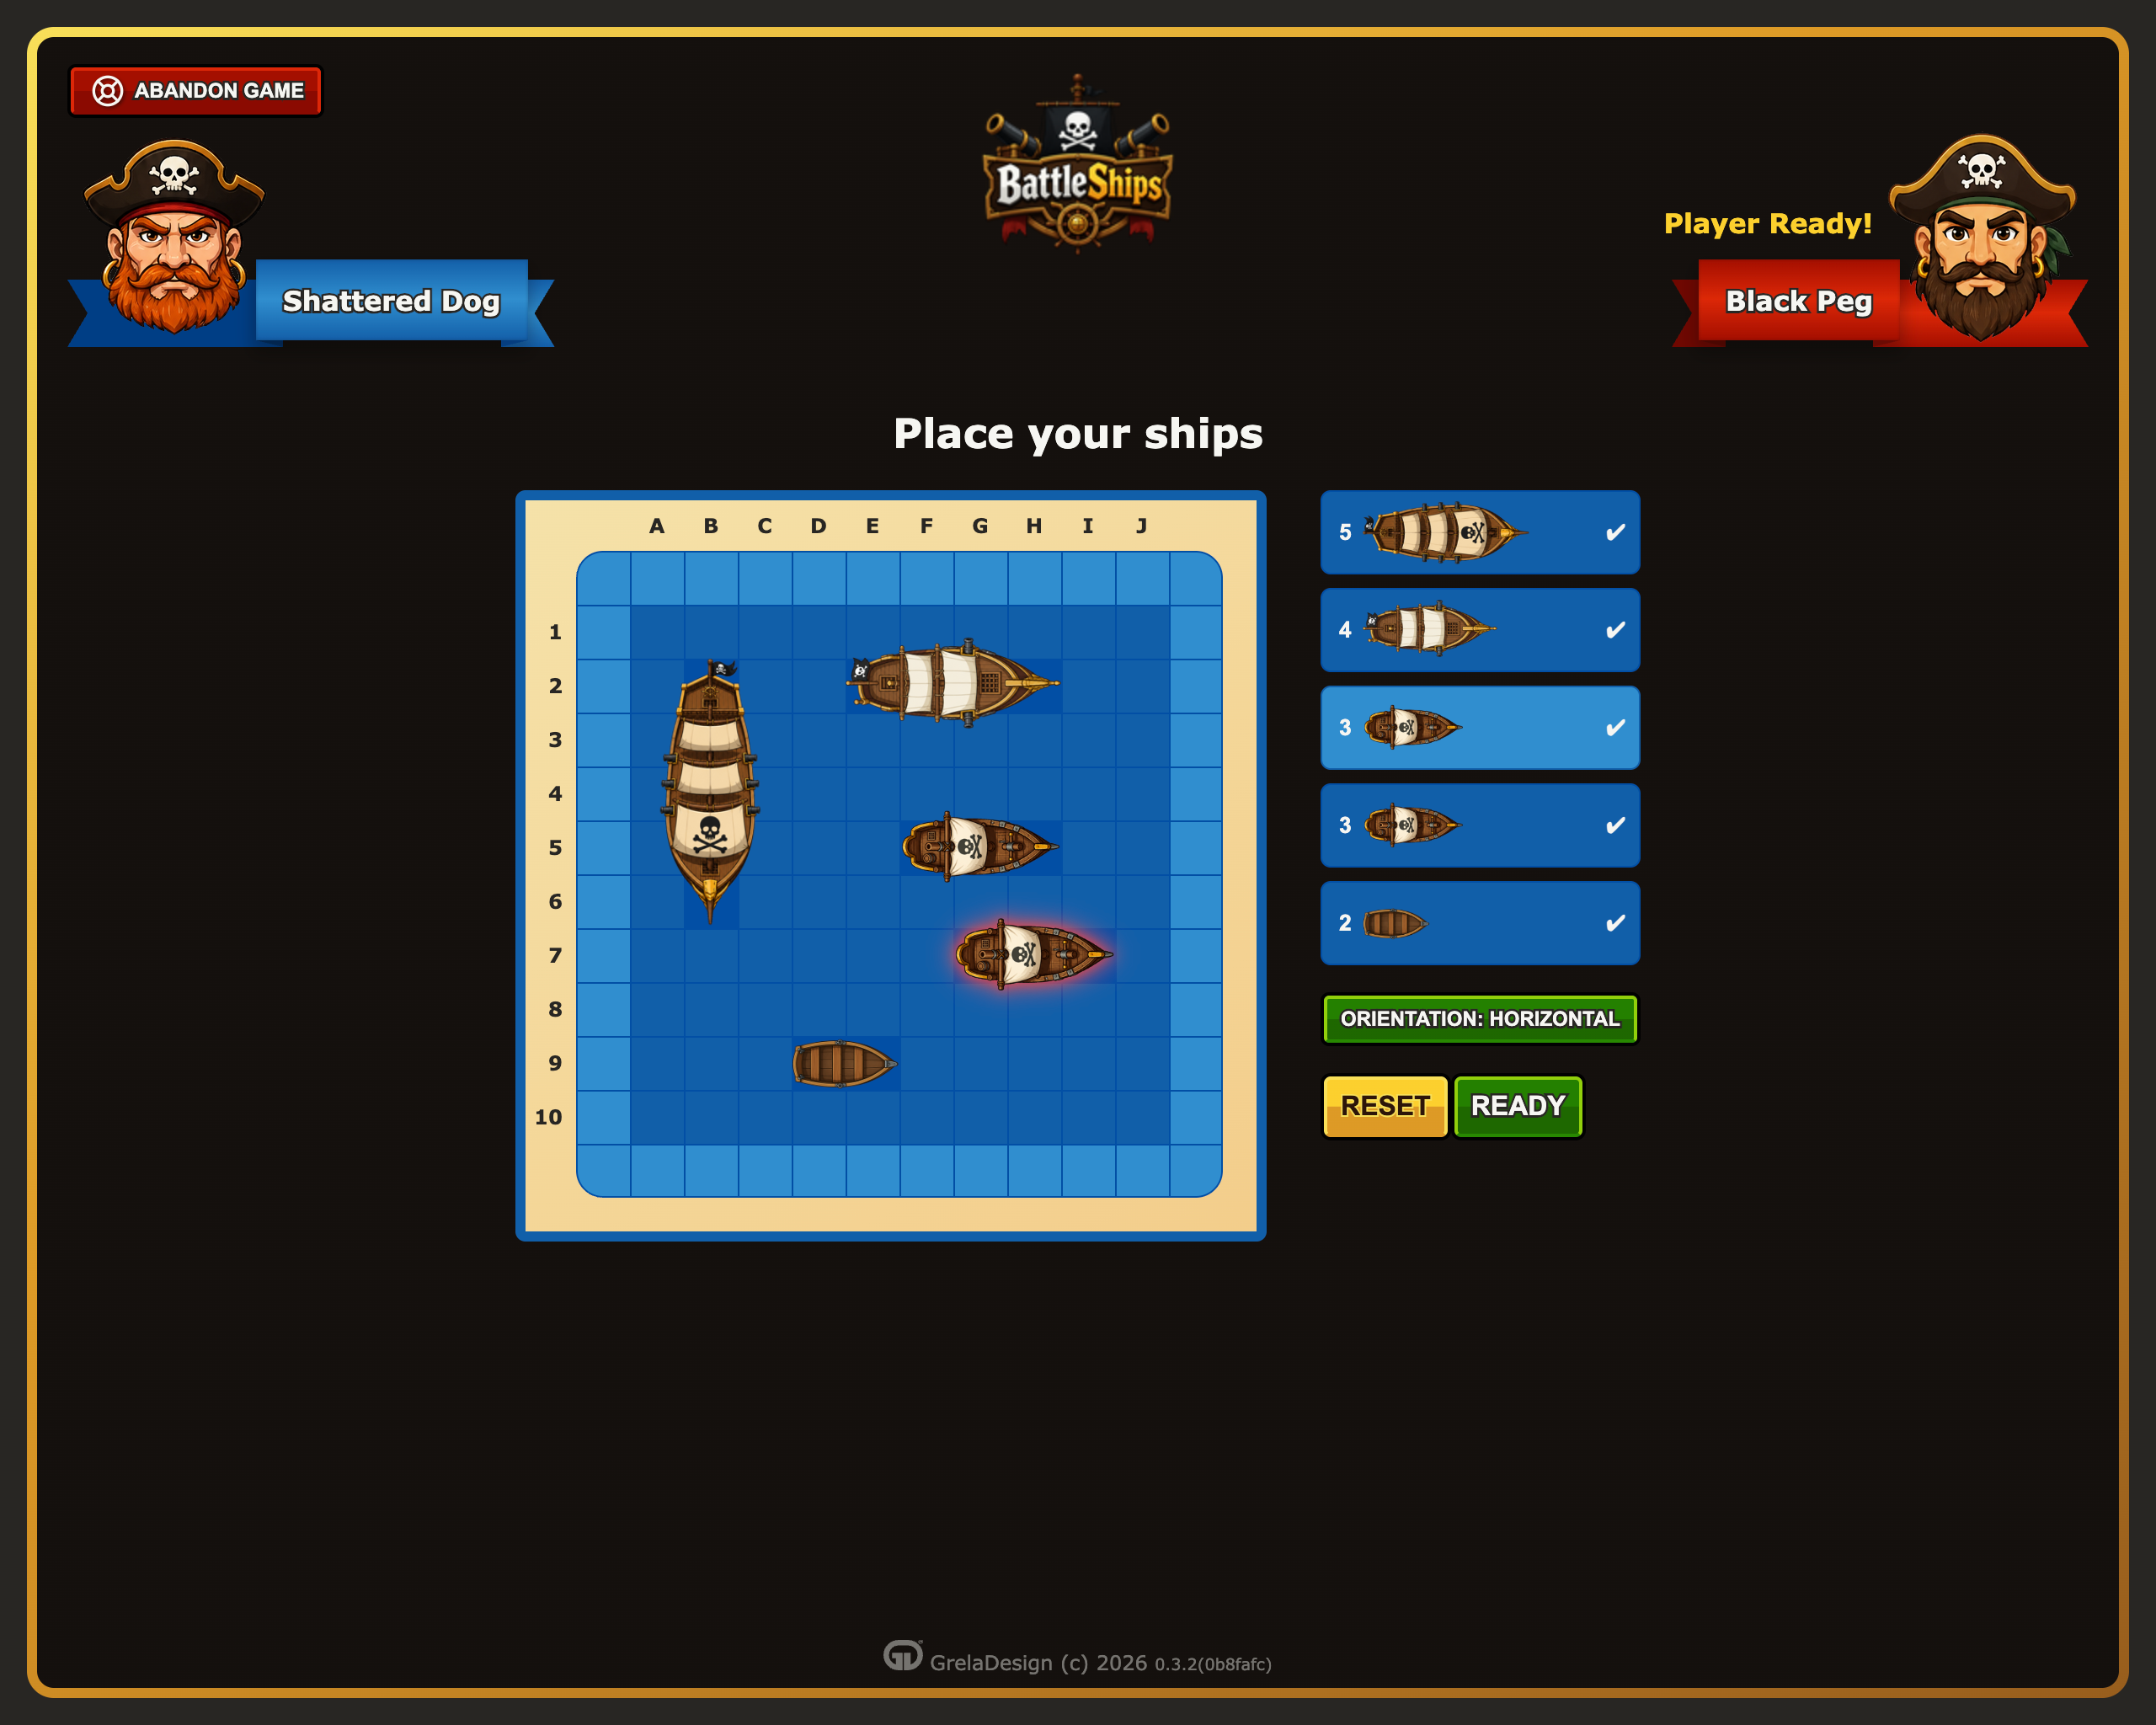 ABANDON GAME
BattleShips
Player Ready!
Shattered Dog
Black Peg
Place your ships
A B C D E F G H I J
1
2
3
4
5
6
7
8
9
10
5 ✔
4 ✔
3 ✔
3 ✔
2 ✔
ORIENTATION: HORIZONTAL
RESET READY
GD GrelaDesign (c) 2026 0.3.2(0b8fafc)